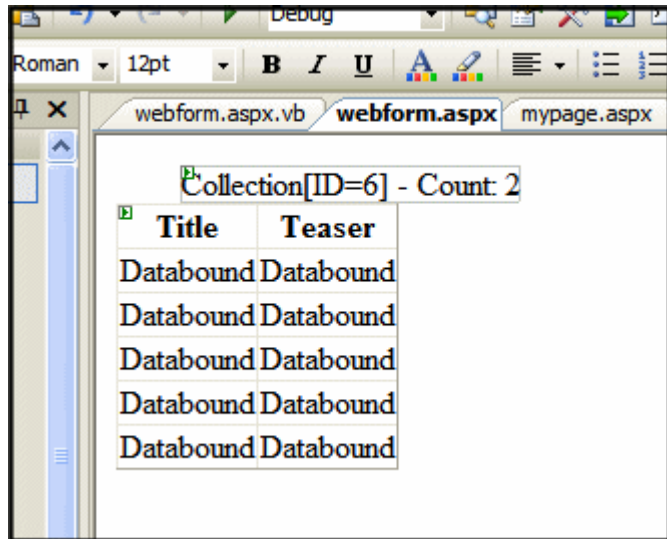 Debug
Roman 12pt B I U A
webform.aspx.vb webform.aspx mypage.aspx
Collection[ID=6] - Count: 2
Title Teaser
Databound Databound
Databound Databound
Databound Databound
Databound Databound
Databound Databound